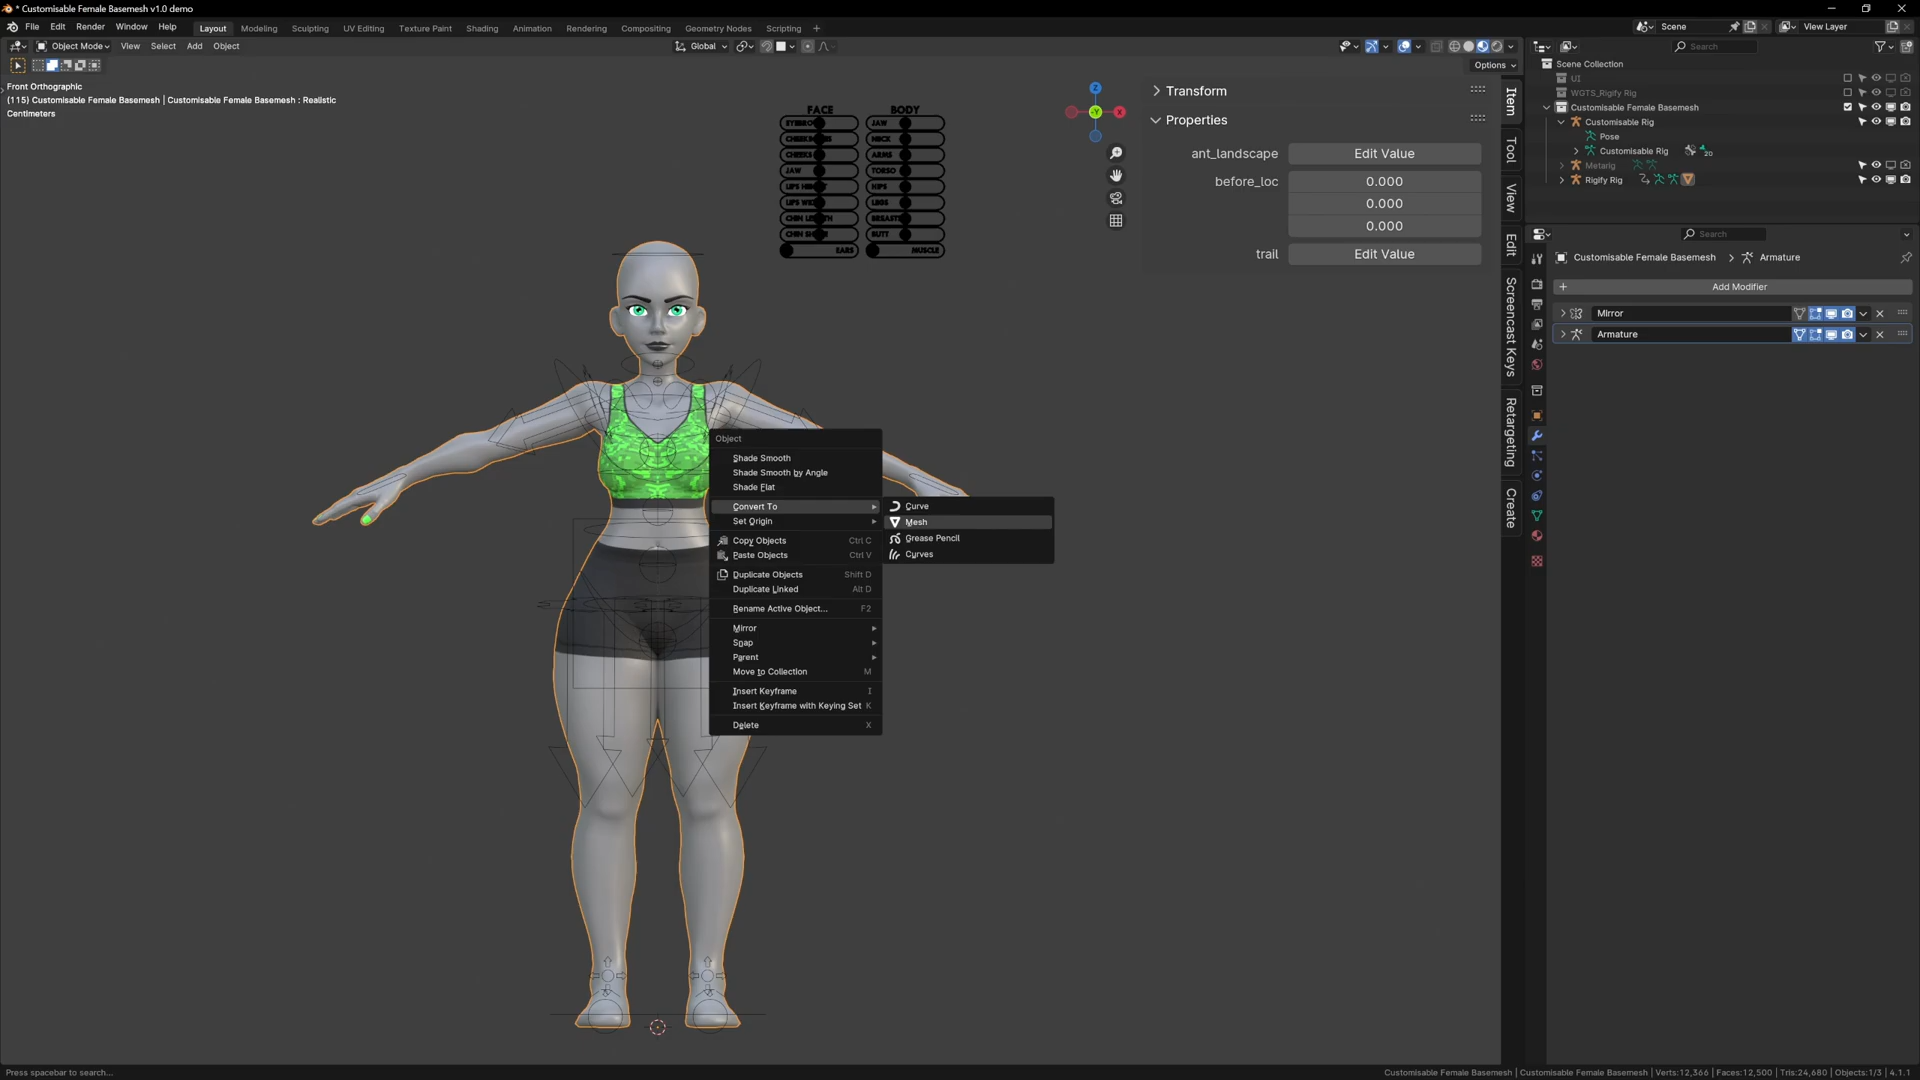 * Customisable Female Basemesh v1.0 demo
File Edit Render Window Help
Layout Modeling Sculpting UV Editing Texture Paint Shading Animation Rendering Compositing Geometry Nodes Scripting +
Scene
View Layer
Object Mode View Select Add Object
Global
Search
Options
Front Orthographic
(115) Customisable Female Basemesh | Customisable Female Basemesh : Realistic
Centimeters
FACE
CHEEKS
JAW
EARS
BODY
JAW
NECK
ARMS
TORSO
HIPS
LEGS
BREAST
BUTT
MUSCLE
Z
X
-Y
Transform
Properties
ant_landscape Edit Value
before_loc 0.000
0.000
0.000
trail Edit Value
Item
Tool
View
Edit
Screencast Keys
Retargeting
Create
Object
Shade Smooth
Shade Smooth by Angle
Shade Flat
Convert To
Set Origin
Copy Objects Ctrl C
Paste Objects Ctrl V
Duplicate Objects Shift D
Duplicate Linked Alt D
Rename Active Object... F2
Mirror
Snap
Parent
Move to Collection M
Insert Keyframe I
Insert Keyframe with Keying Set K
Delete X
Curve
Mesh
Grease Pencil
Curves
Scene Collection
UI
WGTS_Rigify Rig
Customisable Female Basemesh
Customisable Rig
Pose
Customisable Rig 20
Metarig
Rigify Rig
Search
Customisable Female Basemesh > Armature
+ Add Modifier
Mirror
Armature
Press spacebar to search...
Customisable Female Basemesh | Customisable Female Basemesh | Verts:12,366 | Faces:12,500 | Tris:24,680 | Objects:1/3 | 4.1.1